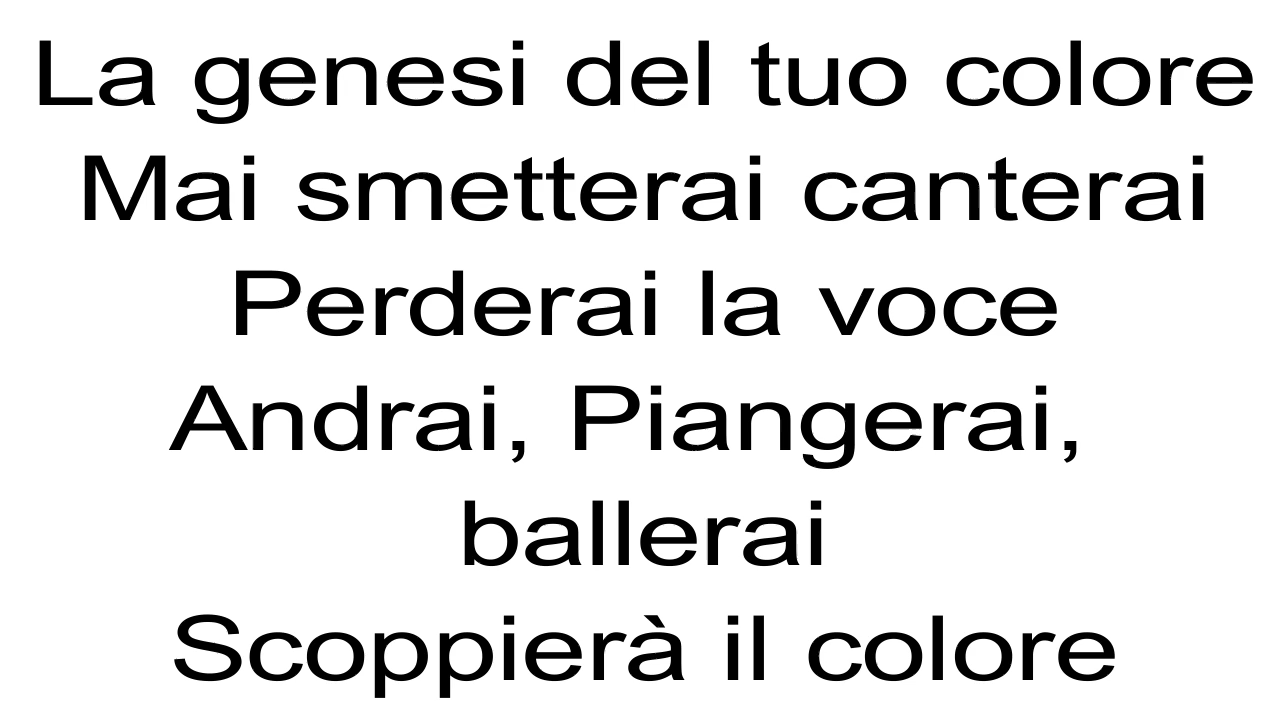 La genesi del tuo colore
Mai smetterai canterai
Perderai la voce
Andrai, Piangerai,
ballerai
Scoppierà il colore